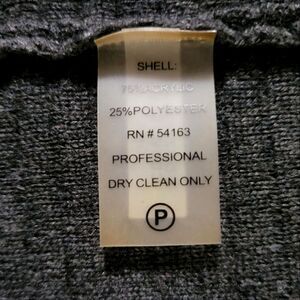 SHELL:
75% ACRYLIC
25% POLYESTER
RN # 54163
PROFESSIONAL
DRY CLEAN ONLY
P